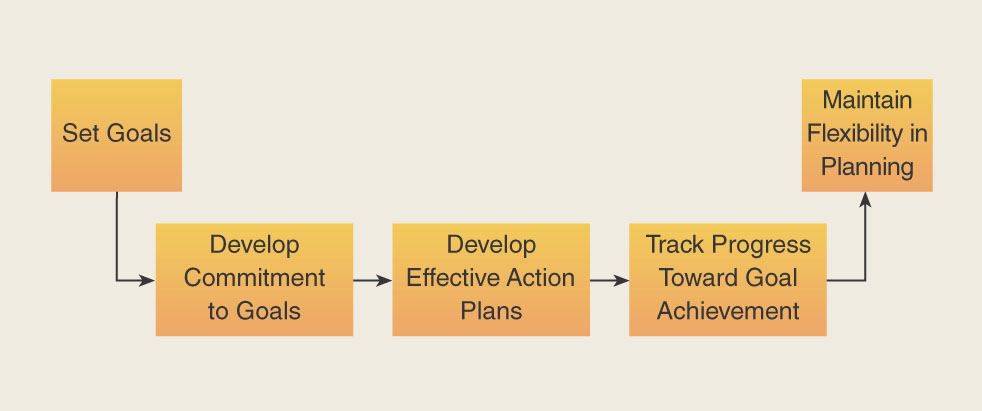 Set Goals
Develop
Commitment
to Goals
Develop
Effective Action
Plans
Track Progress
Toward Goal
Achievement
Maintain
Flexibility in
Planning